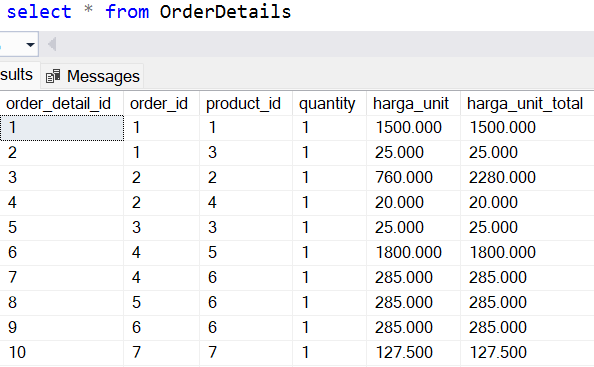 select * from OrderDetails
sults Messages
order_detail_id order_id product_id quantity harga_unit harga_unit_total
1 1 1 1 1500.000 1500.000
2 1 3 1 25.000 25.000
3 2 2 1 760.000 2280.000
4 2 4 1 20.000 20.000
5 3 3 1 25.000 25.000
6 4 5 1 1800.000 1800.000
7 4 6 1 285.000 285.000
8 5 6 1 285.000 285.000
9 6 6 1 285.000 285.000
10 7 7 1 127.500 127.500